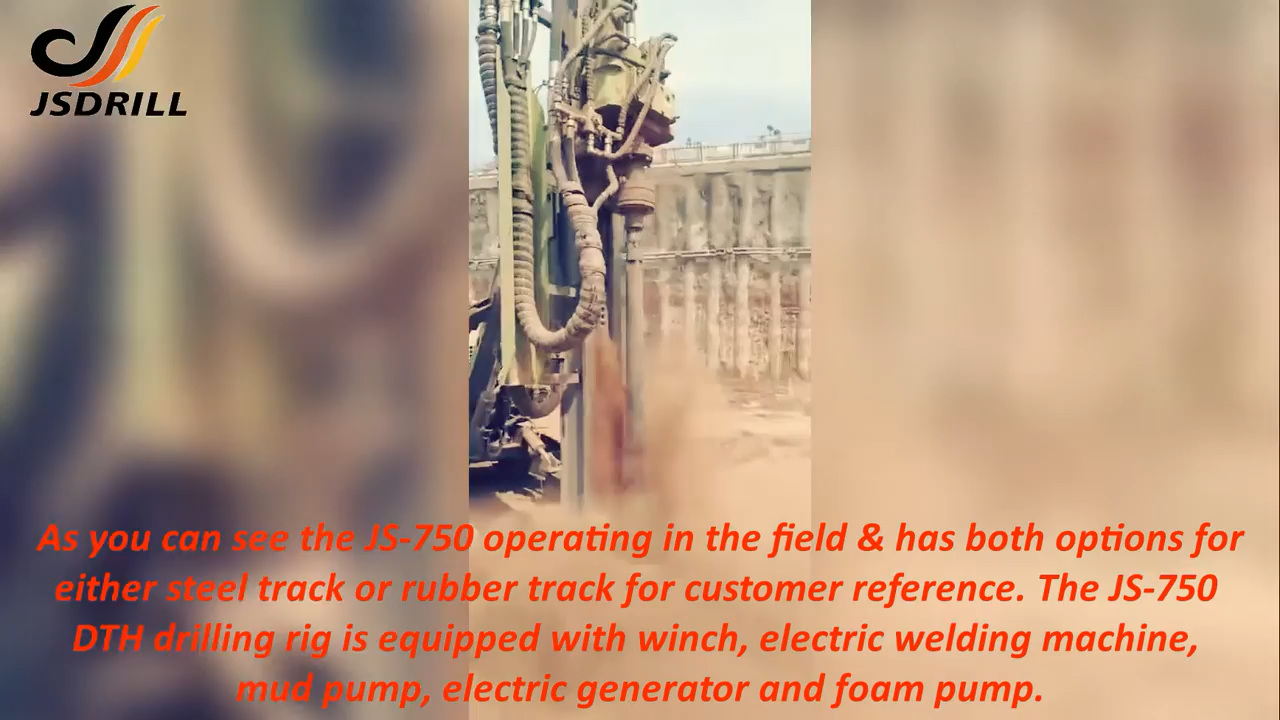 JSDRILL
As you can see the JS-750 operating in the field & has both options for
either steel track or rubber track for customer reference. The JS-750
DTH drilling rig is equipped with winch, electric welding machine,
mud pump, electric generator and foam pump.